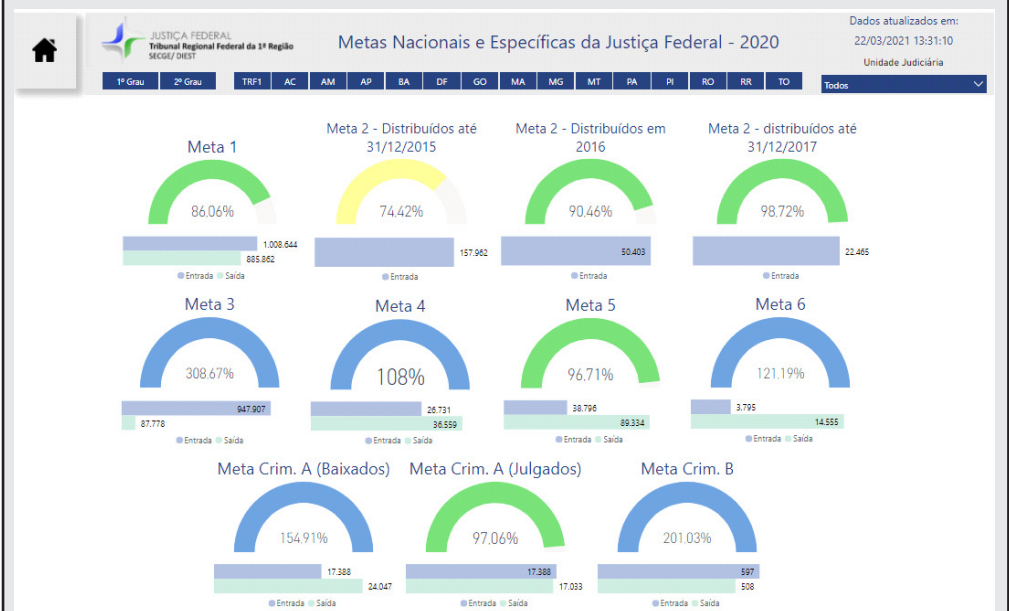 JUSTIÇA FEDERAL
Tribunal Regional Federal da 1ª Região
SECGE/ DIEST
Metas Nacionais e Específicas da Justiça Federal - 2020
Dados atualizados em:
22/03/2021 13:31:10
Unidade Judiciária
Todos
1º Grau 2º Grau TRF1 AC AM AP BA DF GO MA MG MT PA PI RO RR TO
Meta 1
86.06%
1.008.644
885.862
Entrada Saída
Meta 2 - Distribuídos até
31/12/2015
74.42%
157.962
Entrada
Meta 2 - Distribuídos em
2016
90.46%
50.403
Entrada
Meta 2 - distribuídos até
31/12/2017
98.72%
22.465
Entrada
Meta 3
308.67%
947.907
87.778
Entrada Saída
Meta 4
108%
26.731
36.559
Entrada Saída
Meta 5
96.71%
38.796
89.334
Entrada Saída
Meta 6
121.19%
3.795
14.555
Entrada Saída
Meta Crim. A (Baixados)
154.91%
17.388
24.047
Entrada Saída
Meta Crim. A (Julgados)
97.06%
17.388
17.033
Entrada Saída
Meta Crim. B
201.03%
597
508
Entrada Saída